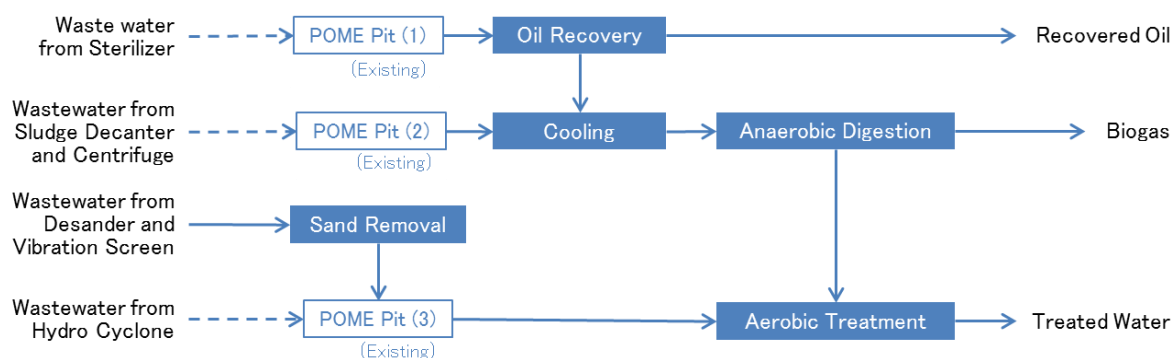 Waste water
from Sterilizer
POME Pit (1)
(Existing)
Oil Recovery
Recovered Oil
Wastewater from
Sludge Decanter
and Centrifuge
POME Pit (2)
(Existing)
Cooling
Anaerobic Digestion
Biogas
Wastewater from
Desander and
Vibration Screen
Sand Removal
Wastewater from
Hydro Cyclone
POME Pit (3)
(Existing)
Aerobic Treatment
Treated Water